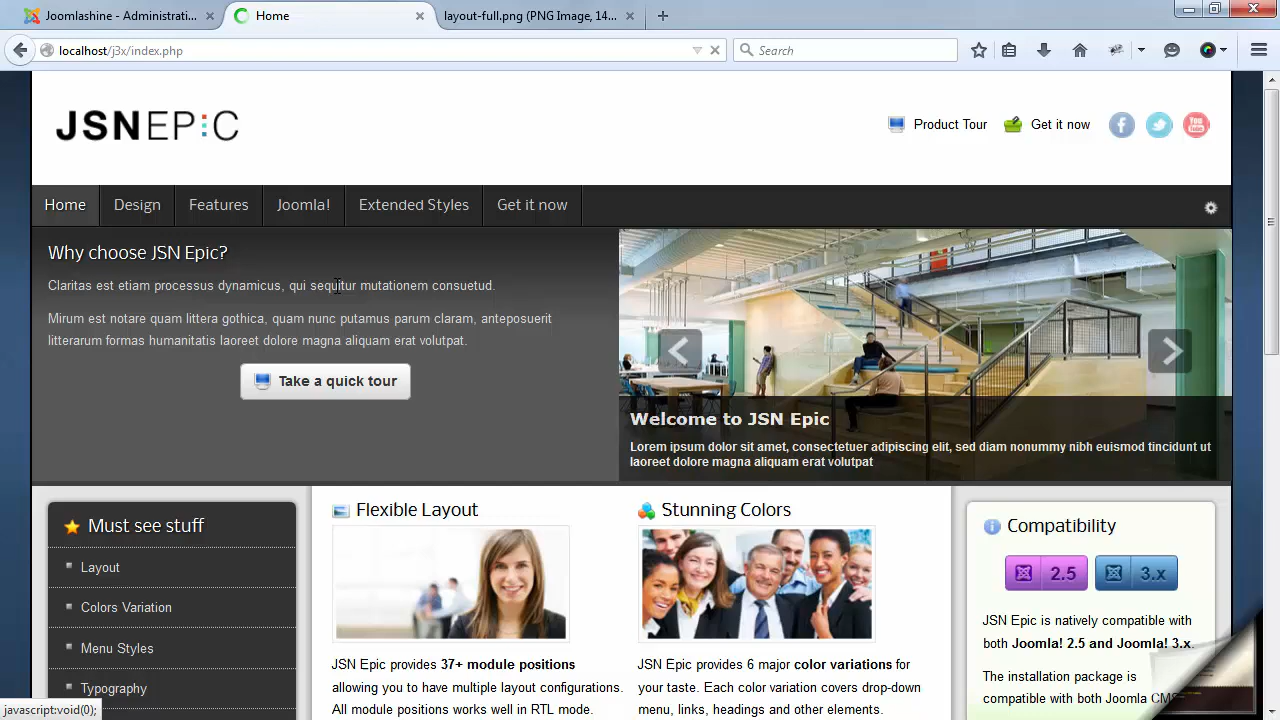 Joomlashine - Administrati...
Home
layout-full.png (PNG Image, 14...
localhost/j3x/index.php
Search
JSNEPIC
Product Tour
Get it now
You Tube
Home
Design
Features
Joomla!
Extended Styles
Get it now
Why choose JSN Epic?
Claritas est etiam processus dynamicus, qui sequitur mutationem consuetud.
Mirum est notare quam littera gothica, quam nunc putamus parum claram, anteposuerit
litterarum formas humanitatis laoreet dolore magna aliquam erat volutpat.
Take a quick tour
Welcome to JSN Epic
Lorem ipsum dolor sit amet, consectetuer adipiscing elit, sed diam nonummy nibh euismod tincidunt ut
laoreet dolore magna aliquam erat volutpat
Must see stuff
Layout
Colors Variation
Menu Styles
Typography
Flexible Layout
JSN Epic provides 37+ module positions
allowing you to have multiple layout configurations.
All module positions work well in RTL mode.
Stunning Colors
JSN Epic provides 6 major color variations for
your taste. Each color variation covers drop-down
menu, links, headings and other elements.
Compatibility
2.5
3.x
JSN Epic is natively compatible with
both Joomla! 2.5 and Joomla! 3.x.
The installation package is
compatible with both Joomla CMS
javascript:void(0);